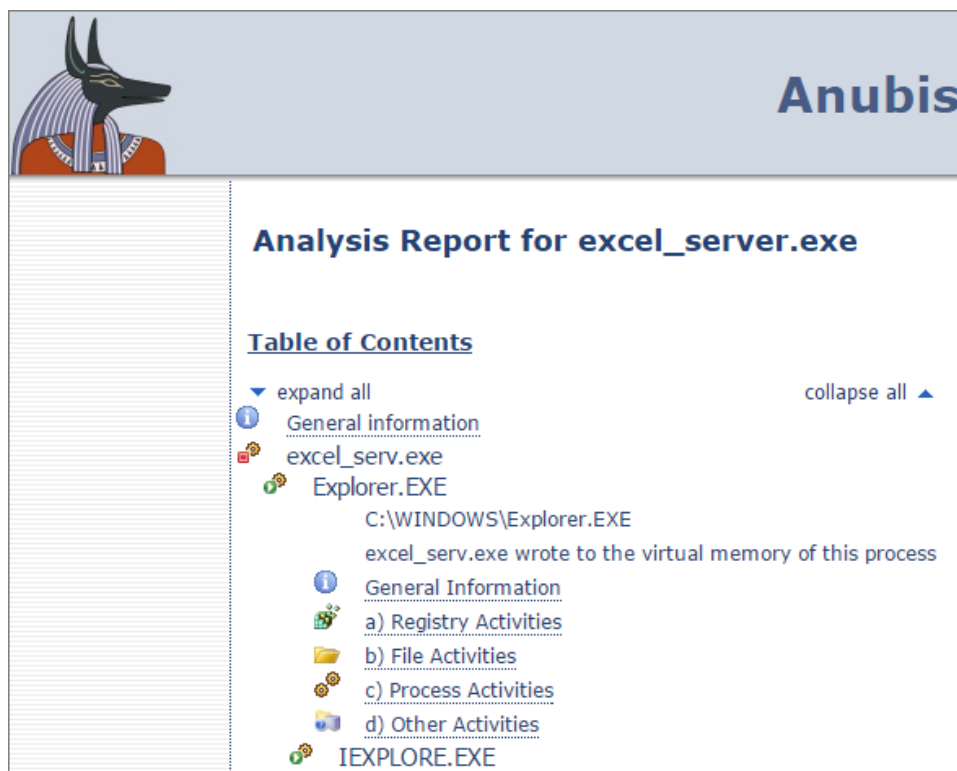 Anubis
Analysis Report for excel_server.exe
Table of Contents
expand all collapse all
General information
excel_serv.exe
Explorer.EXE
C:\WINDOWS\Explorer.EXE
excel_serv.exe wrote to the virtual memory of this process
General Information
a) Registry Activities
b) File Activities
c) Process Activities
d) Other Activities
IEXPLORE.EXE